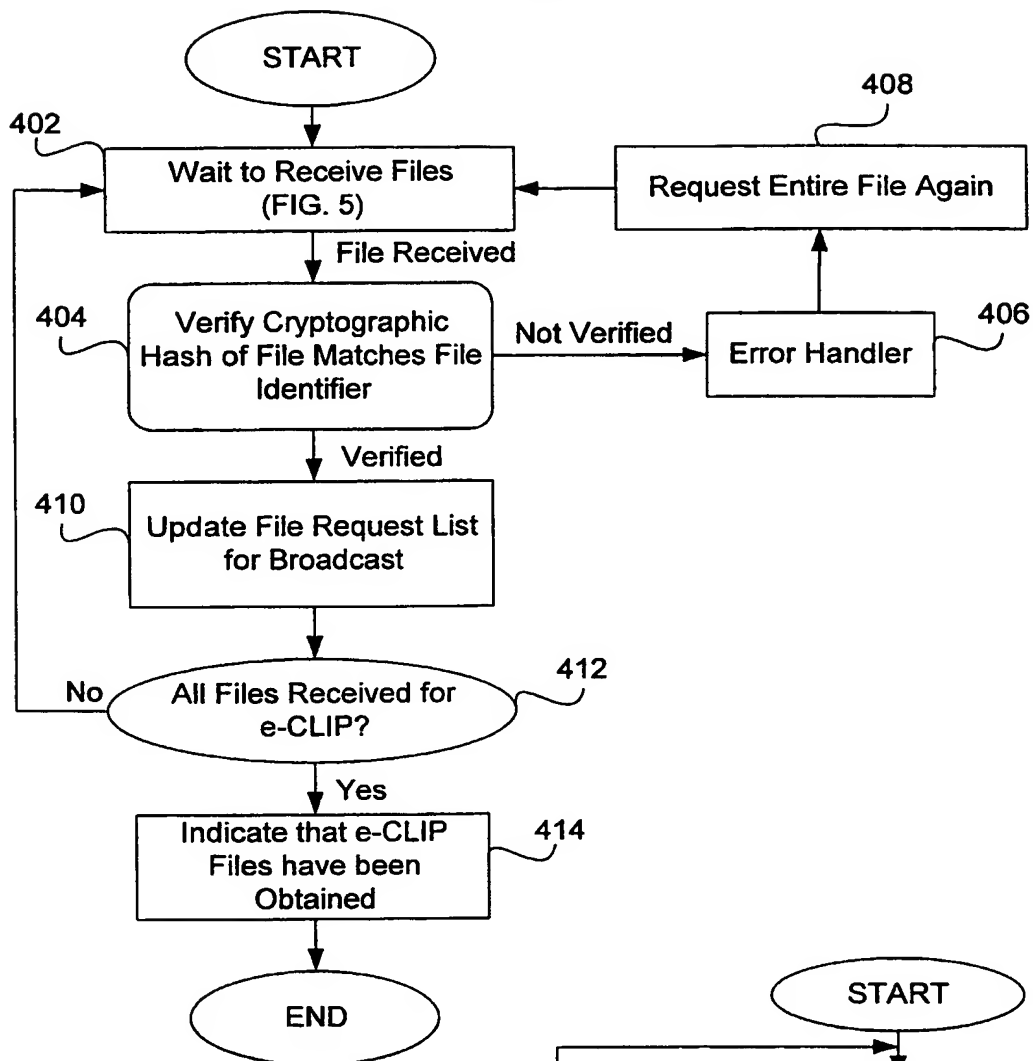 START
408
402
Wait to Receive Files
(FIG. 5)
Request Entire File Again
File Received
404
Verify Cryptographic
Hash of File Matches File
Identifier
Not Verified
406
Error Handler
Verified
410
Update File Request List
for Broadcast
412
No
All Files Received for
e-CLIP?
Yes
Indicate that e-CLIP
Files have been
Obtained
414
START
END